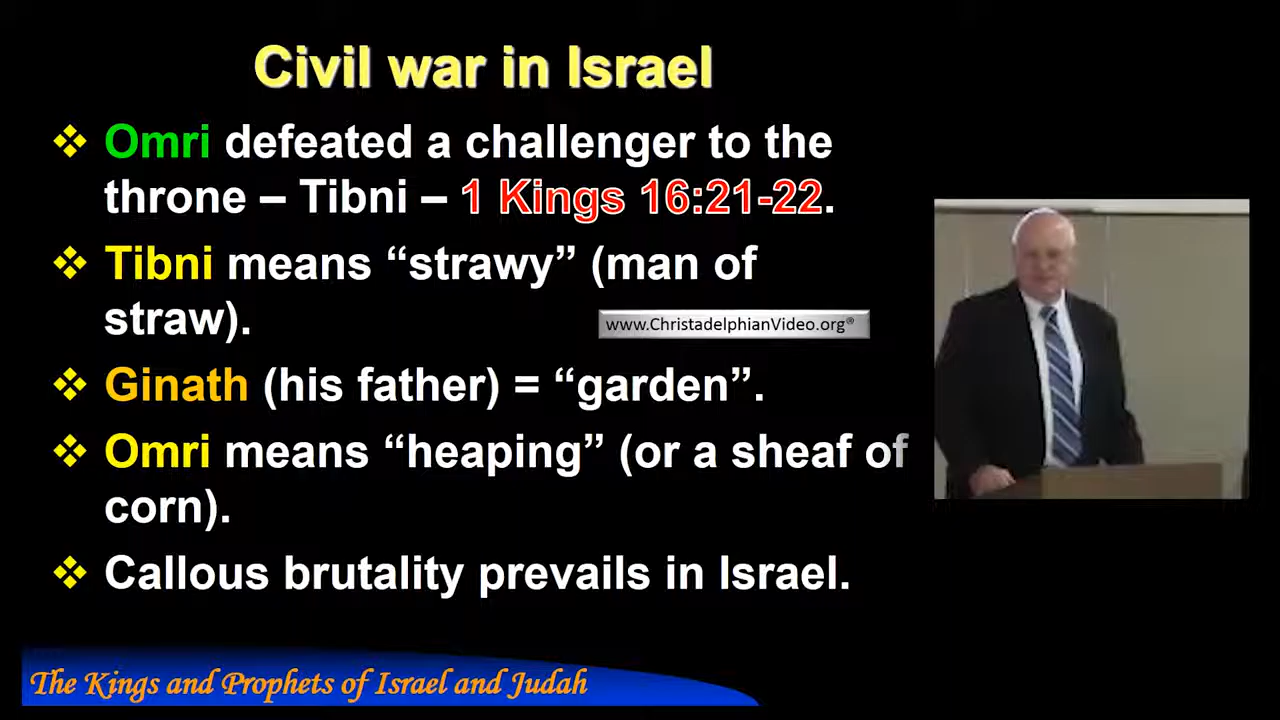 Civil war in Israel
❖ Omri defeated a challenger to the
throne – Tibni – 1 Kings 16:21-22.
❖ Tibni means “strawy” (man of
straw).
www.ChristadelphianVideo.org®
❖ Ginath (his father) = “garden”.
❖ Omri means “heaping” (or a sheaf of
corn).
❖ Callous brutality prevails in Israel.
The Kings and Prophets of Israel and Judah